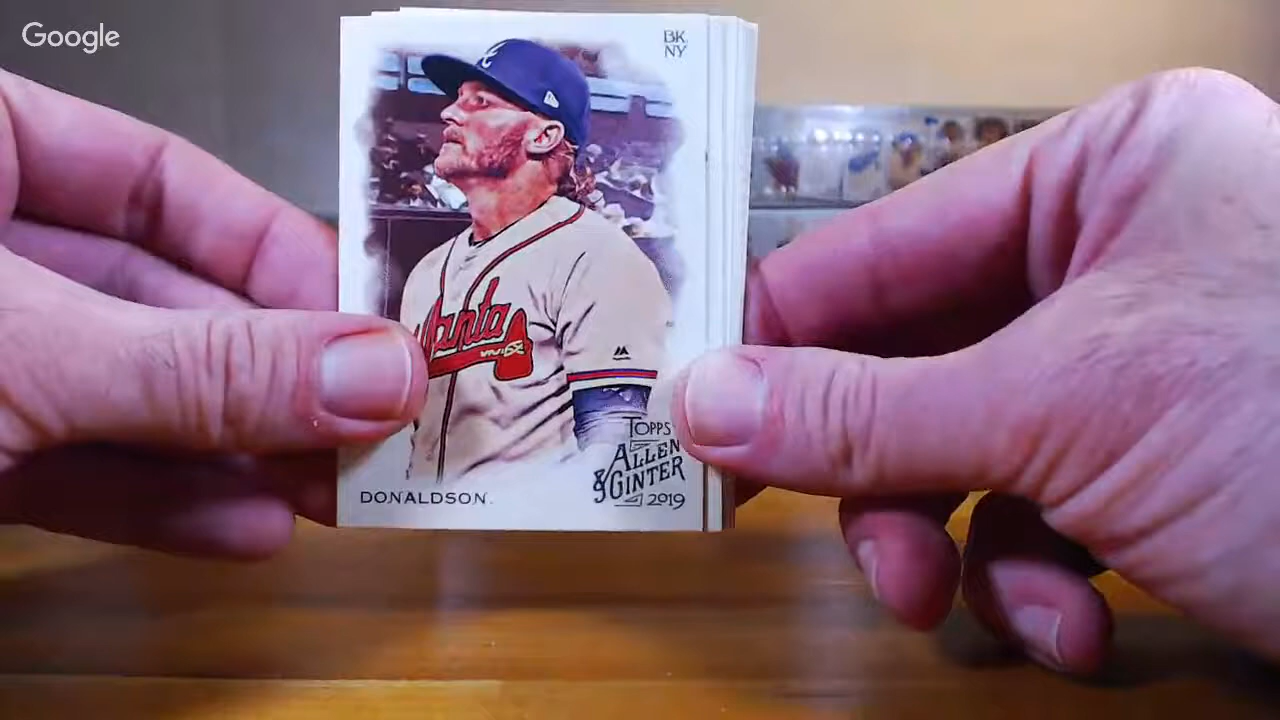 Google
BK.
NY
Atlanta
TOPPS
ALLEN
& GINTER
2019
DONALDSON.